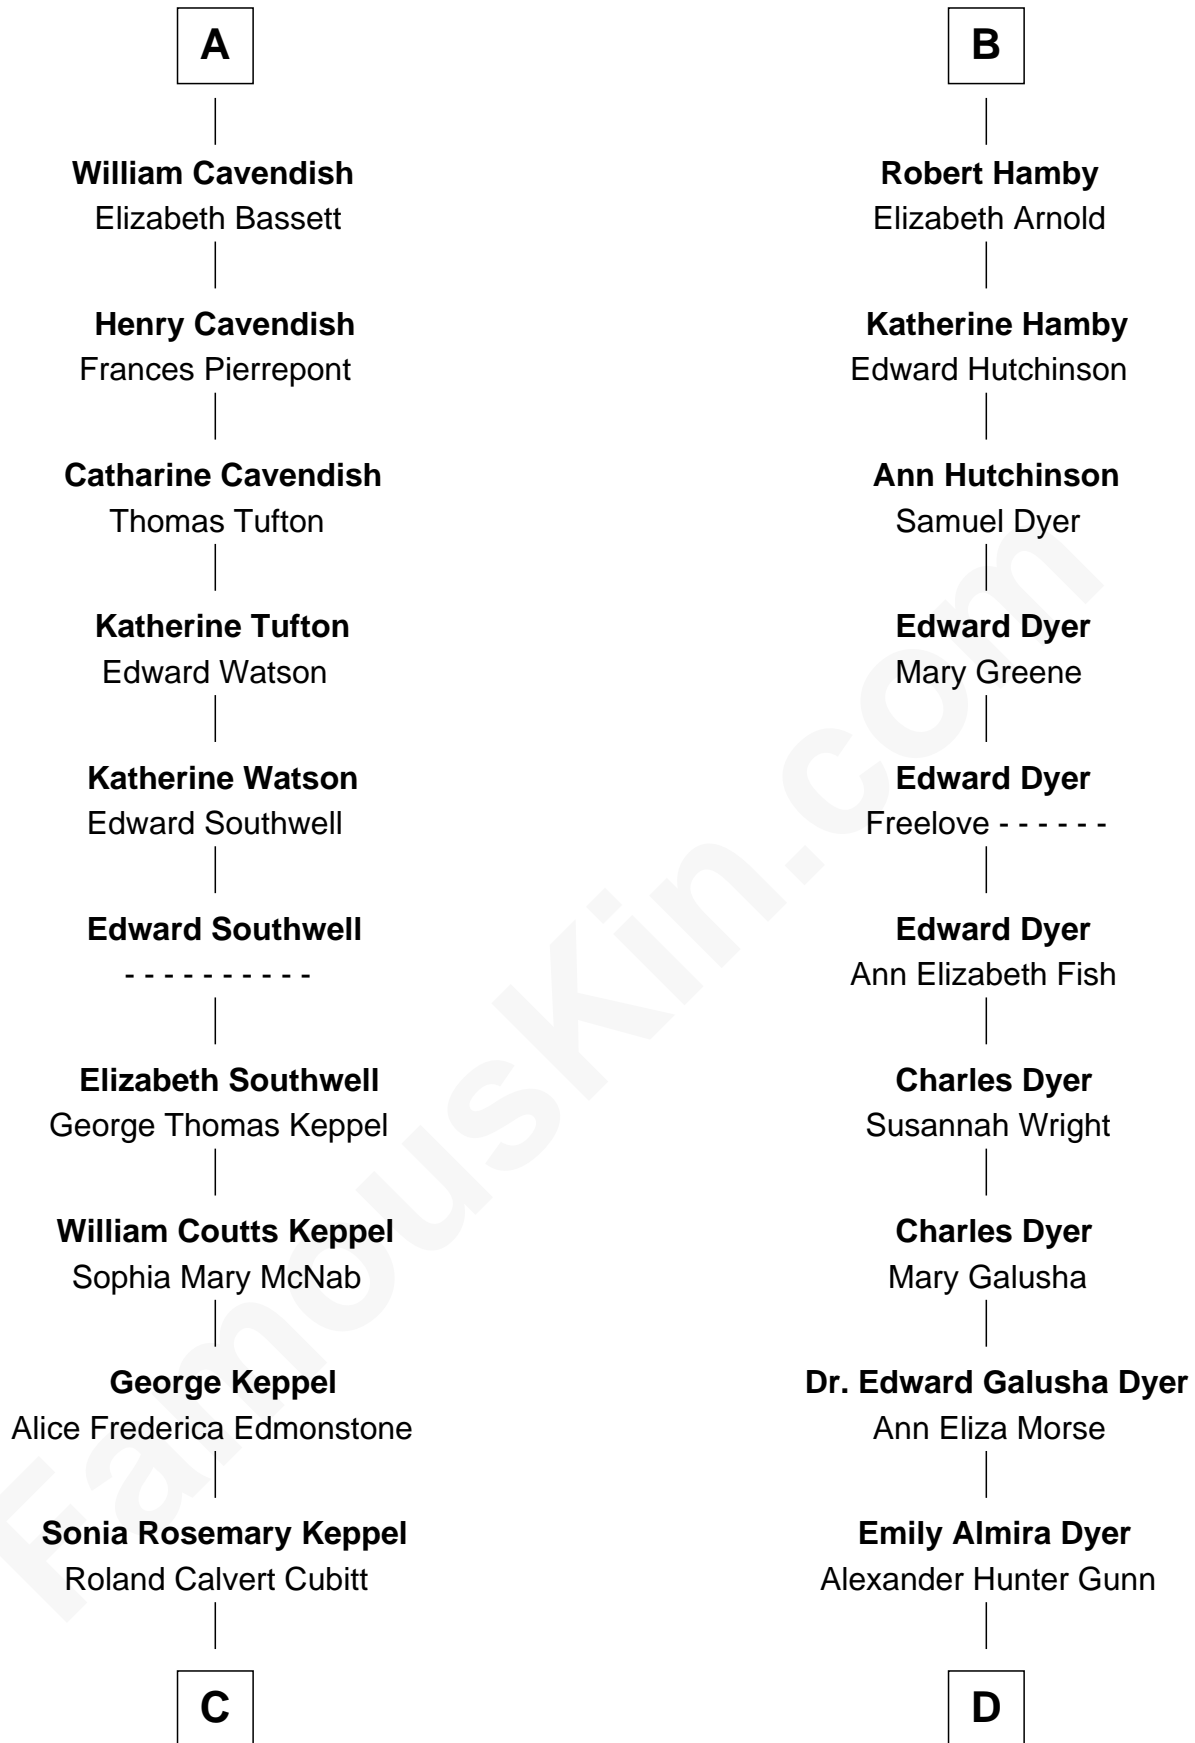 A
William Cavendish
Elizabeth Bassett
Henry Cavendish
Frances Pierrepont
Catharine Cavendish
Thomas Tufton
Katherine Tufton
Edward Watson
Katherine Watson
Edward Southwell
Edward Southwell
- - - - - - - - - -
Elizabeth Southwell
George Thomas Keppel
William Coutts Keppel
Sophia Mary McNab
George Keppel
Alice Frederica Edmonstone
Sonia Rosemary Keppel
Roland Calvert Cubitt
C
B
Robert Hamby
Elizabeth Arnold
Katherine Hamby
Edward Hutchinson
Ann Hutchinson
Samuel Dyer
Edward Dyer
Mary Greene
Edward Dyer
Freelove - - - - - -
Edward Dyer
Ann Elizabeth Fish
Charles Dyer
Susannah Wright
Charles Dyer
Mary Galusha
Dr. Edward Galusha Dyer
Ann Eliza Morse
Emily Almira Dyer
Alexander Hunter Gunn
D
FamousKin.com